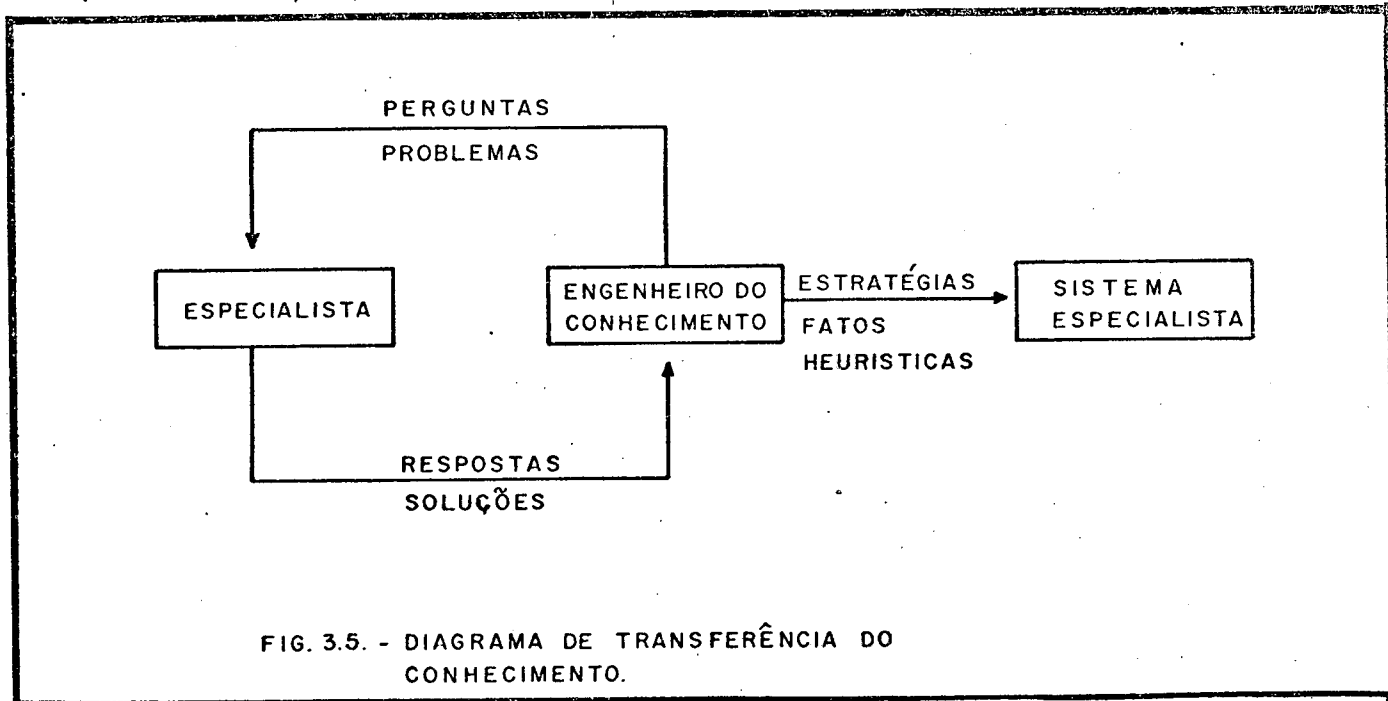 PERGUNTAS
PROBLEMAS
ESPECIALISTA
ENGENHEIRO DO
CONHECIMENTO
ESTRATÉGIAS
FATOS
HEURISTICAS
SISTEMA
ESPECIALISTA
RESPOSTAS
SOLUÇÕES
FIG. 3.5. - DIAGRAMA DE TRANSFERÊNCIA DO
CONHECIMENTO.